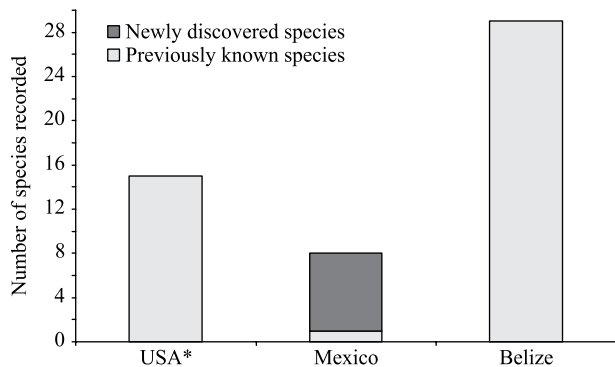 Newly discovered species
Previously known species
Number of species recorded
28
24
20
16
12
8
4
0
USA*
Mexico
Belize